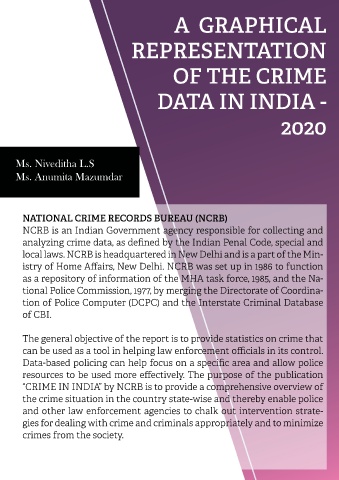 A GRAPHICAL
REPRESENTATION
OF THE CRIME
DATA IN INDIA -
2020
Ms. Niveditha L.S
Ms. Anumita Mazumdar
NATIONAL CRIME RECORDS BUREAU (NCRB)
NCRB is an Indian Government agency responsible for collecting and
analyzing crime data, as defined by the Indian Penal Code, special and
local laws. NCRB is headquartered in New Delhi and is a part of the Min-
istry of Home Affairs, New Delhi. NCRB was set up in 1986 to function
as a repository of information of the MHA task force, 1985, and the Na-
tional Police Commission, 1977, by merging the Directorate of Coordina-
tion of Police Computer (DCPC) and the Interstate Criminal Database
of CBI.
The general objective of the report is to provide statistics on crime that
can be used as a tool in helping law enforcement officials in its control.
Data-based policing can help focus on a specific area and allow police
resources to be used more effectively. The purpose of the publication
“CRIME IN INDIA” by NCRB is to provide a comprehensive overview of
the crime situation in the country state-wise and thereby enable police
and other law enforcement agencies to chalk out intervention strate-
gies for dealing with crime and criminals appropriately and to minimize
crimes from the society.